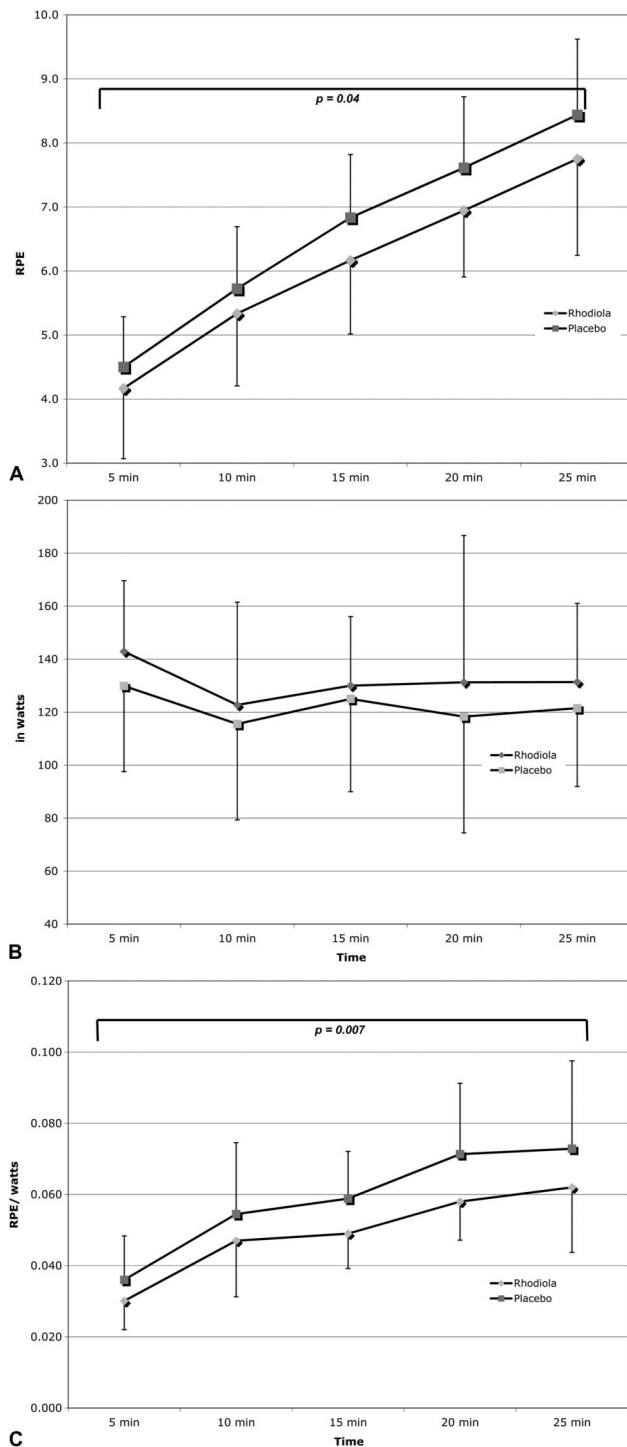 10.0
9.0
p = 0.04
8.0
7.0
RPE
6.0
Rhodiola
5.0
Placebo
4.0
3.0
A
5 min 10 min 15 min 20 min 25 min
200
180
160
140
in watts
120
100
Rhodiola
Placebo
80
60
40
5 min 10 min 15 min 20 min 25 min
B
Time
0.120
p = 0.007
0.100
0.080
RPE/ watts
0.060
0.040
Rhodiola
Placebo
0.020
0.000
5 min 10 min 15 min 20 min 25 min
C
Time